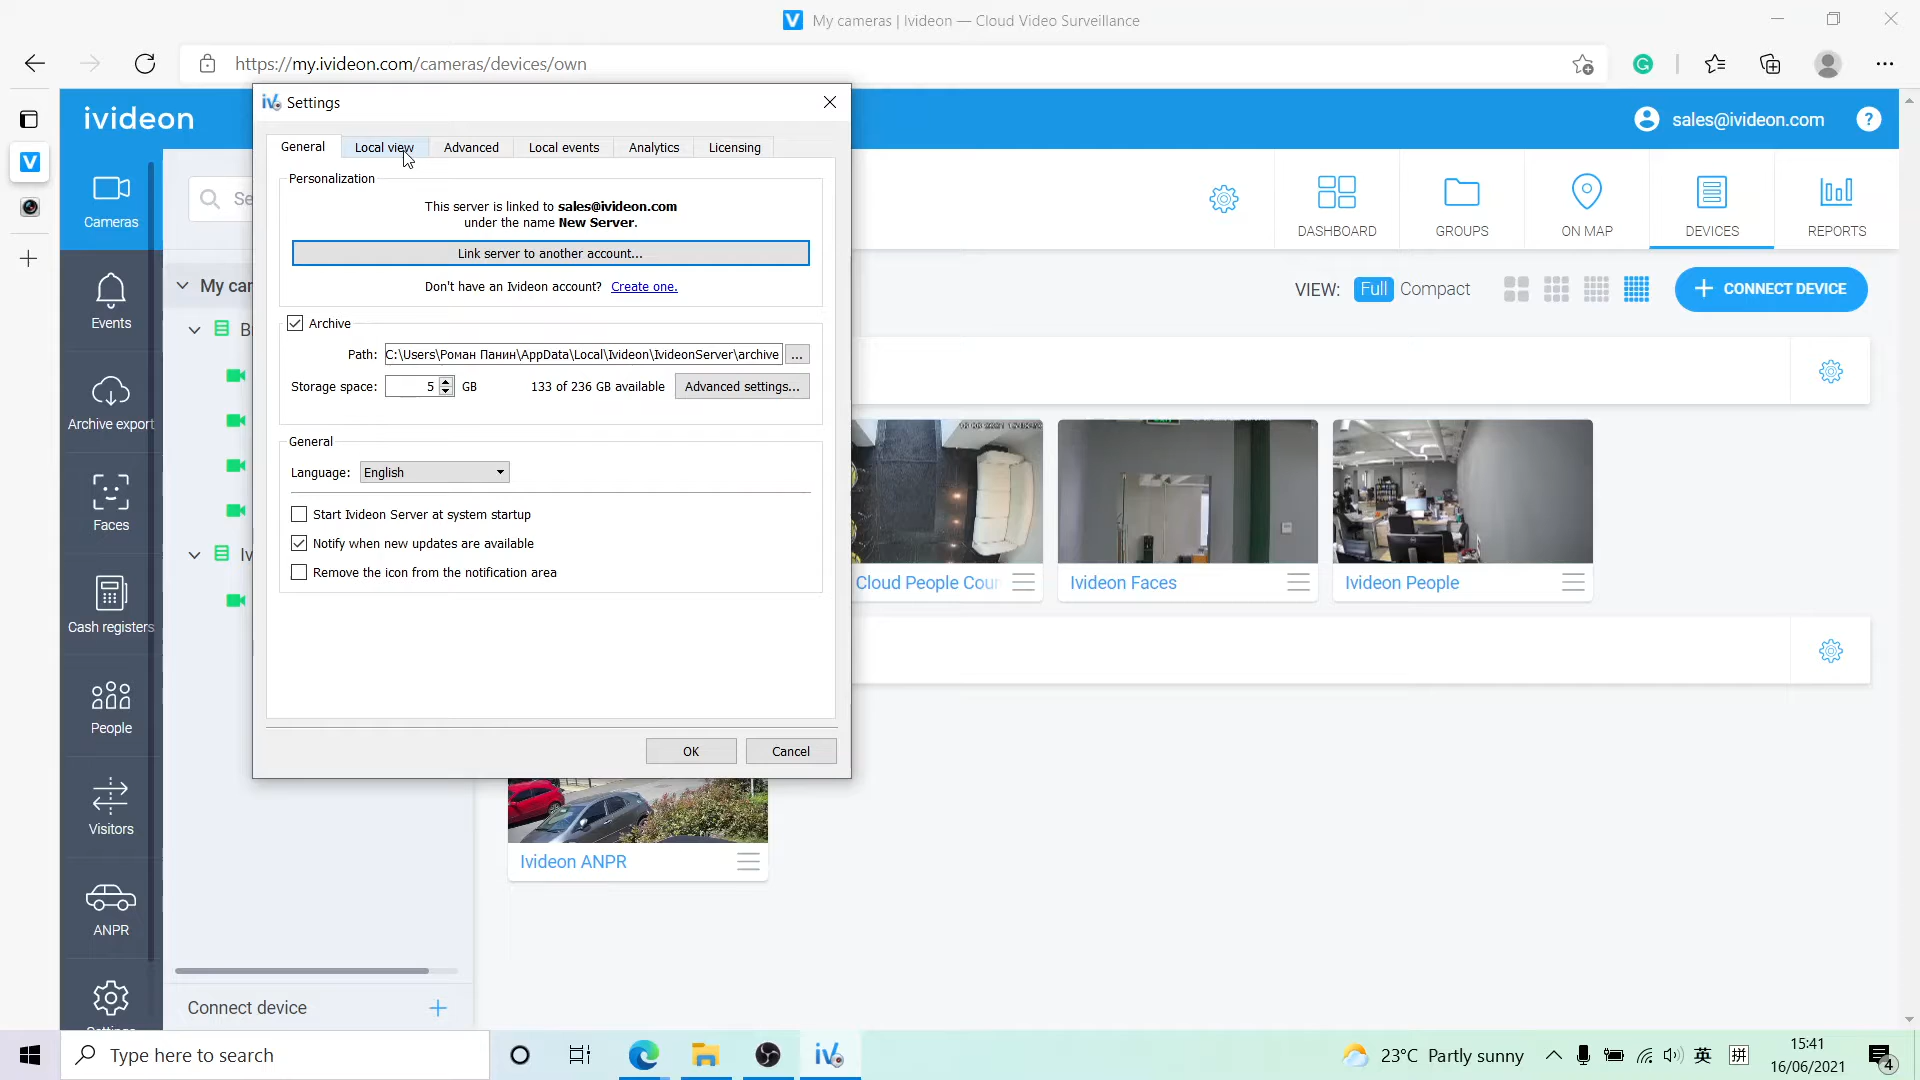 My cameras | Ivideon — Cloud Video Surveillance
https://my.ivideon.com/cameras/devices/own
ivideon
sales@ivideon.com
Settings
General
Local view
Advanced
Local events
Analytics
Licensing
Personalization
This server is linked to sales@ivideon.com
under the name New Server.
Link server to another account...
Don't have an Ivideon account? Create one.
Archive
Path: C:\Users\Роман Панин\AppData\Local\Ivideon\IvideonServer\archive ...
Storage space: 5 GB 133 of 236 GB available Advanced settings...
General
Language: English
Start Ivideon Server at system startup
Notify when new updates are available
Remove the icon from the notification area
OK
Cancel
Cameras
Events
Archive export
Faces
Cash registers
People
Visitors
ANPR
Se
My car
B
Iv
Connect device +
DASHBOARD
GROUPS
ON MAP
DEVICES
REPORTS
VIEW: Full Compact
+ CONNECT DEVICE
Cloud People Coun
Ivideon Faces
Ivideon People
Ivideon ANPR
Type here to search
23°C Partly sunny
英
拼
15:41
16/06/2021
4